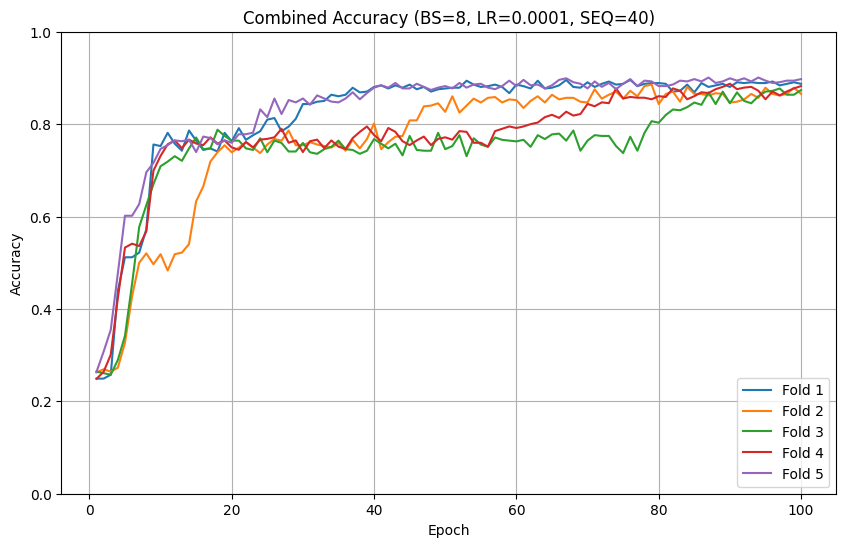 Combined Accuracy (BS=8, LR=0.0001, SEQ=40)
1.0
0.8
0.6
0.4
0.2
0.0
Accuracy
0 20 40 60 80 100
Epoch
Fold 1
Fold 2
Fold 3
Fold 4
Fold 5